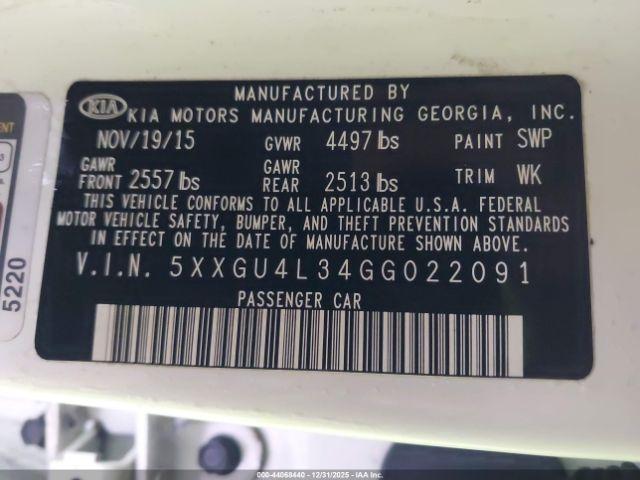 MANUFACTURED BY
KIA KIA MOTORS MANUFACTURING GEORGIA, INC.
NOV/19/15 GVWR 4497 lbs PAINT SWP
GAWR FRONT 2557 lbs GAWR REAR 2513 lbs TRIM WK
THIS VEHICLE CONFORMS TO ALL APPLICABLE U.S.A. FEDERAL
MOTOR VEHICLE SAFETY, BUMPER, AND THEFT PREVENTION STANDARDS
IN EFFECT ON THE DATE OF MANUFACTURE SHOWN ABOVE.
V.I.N. 5XXGU4L34GG022091
PASSENGER CAR
5220
000-44068440 - 12/31/2025 - IAA Inc.